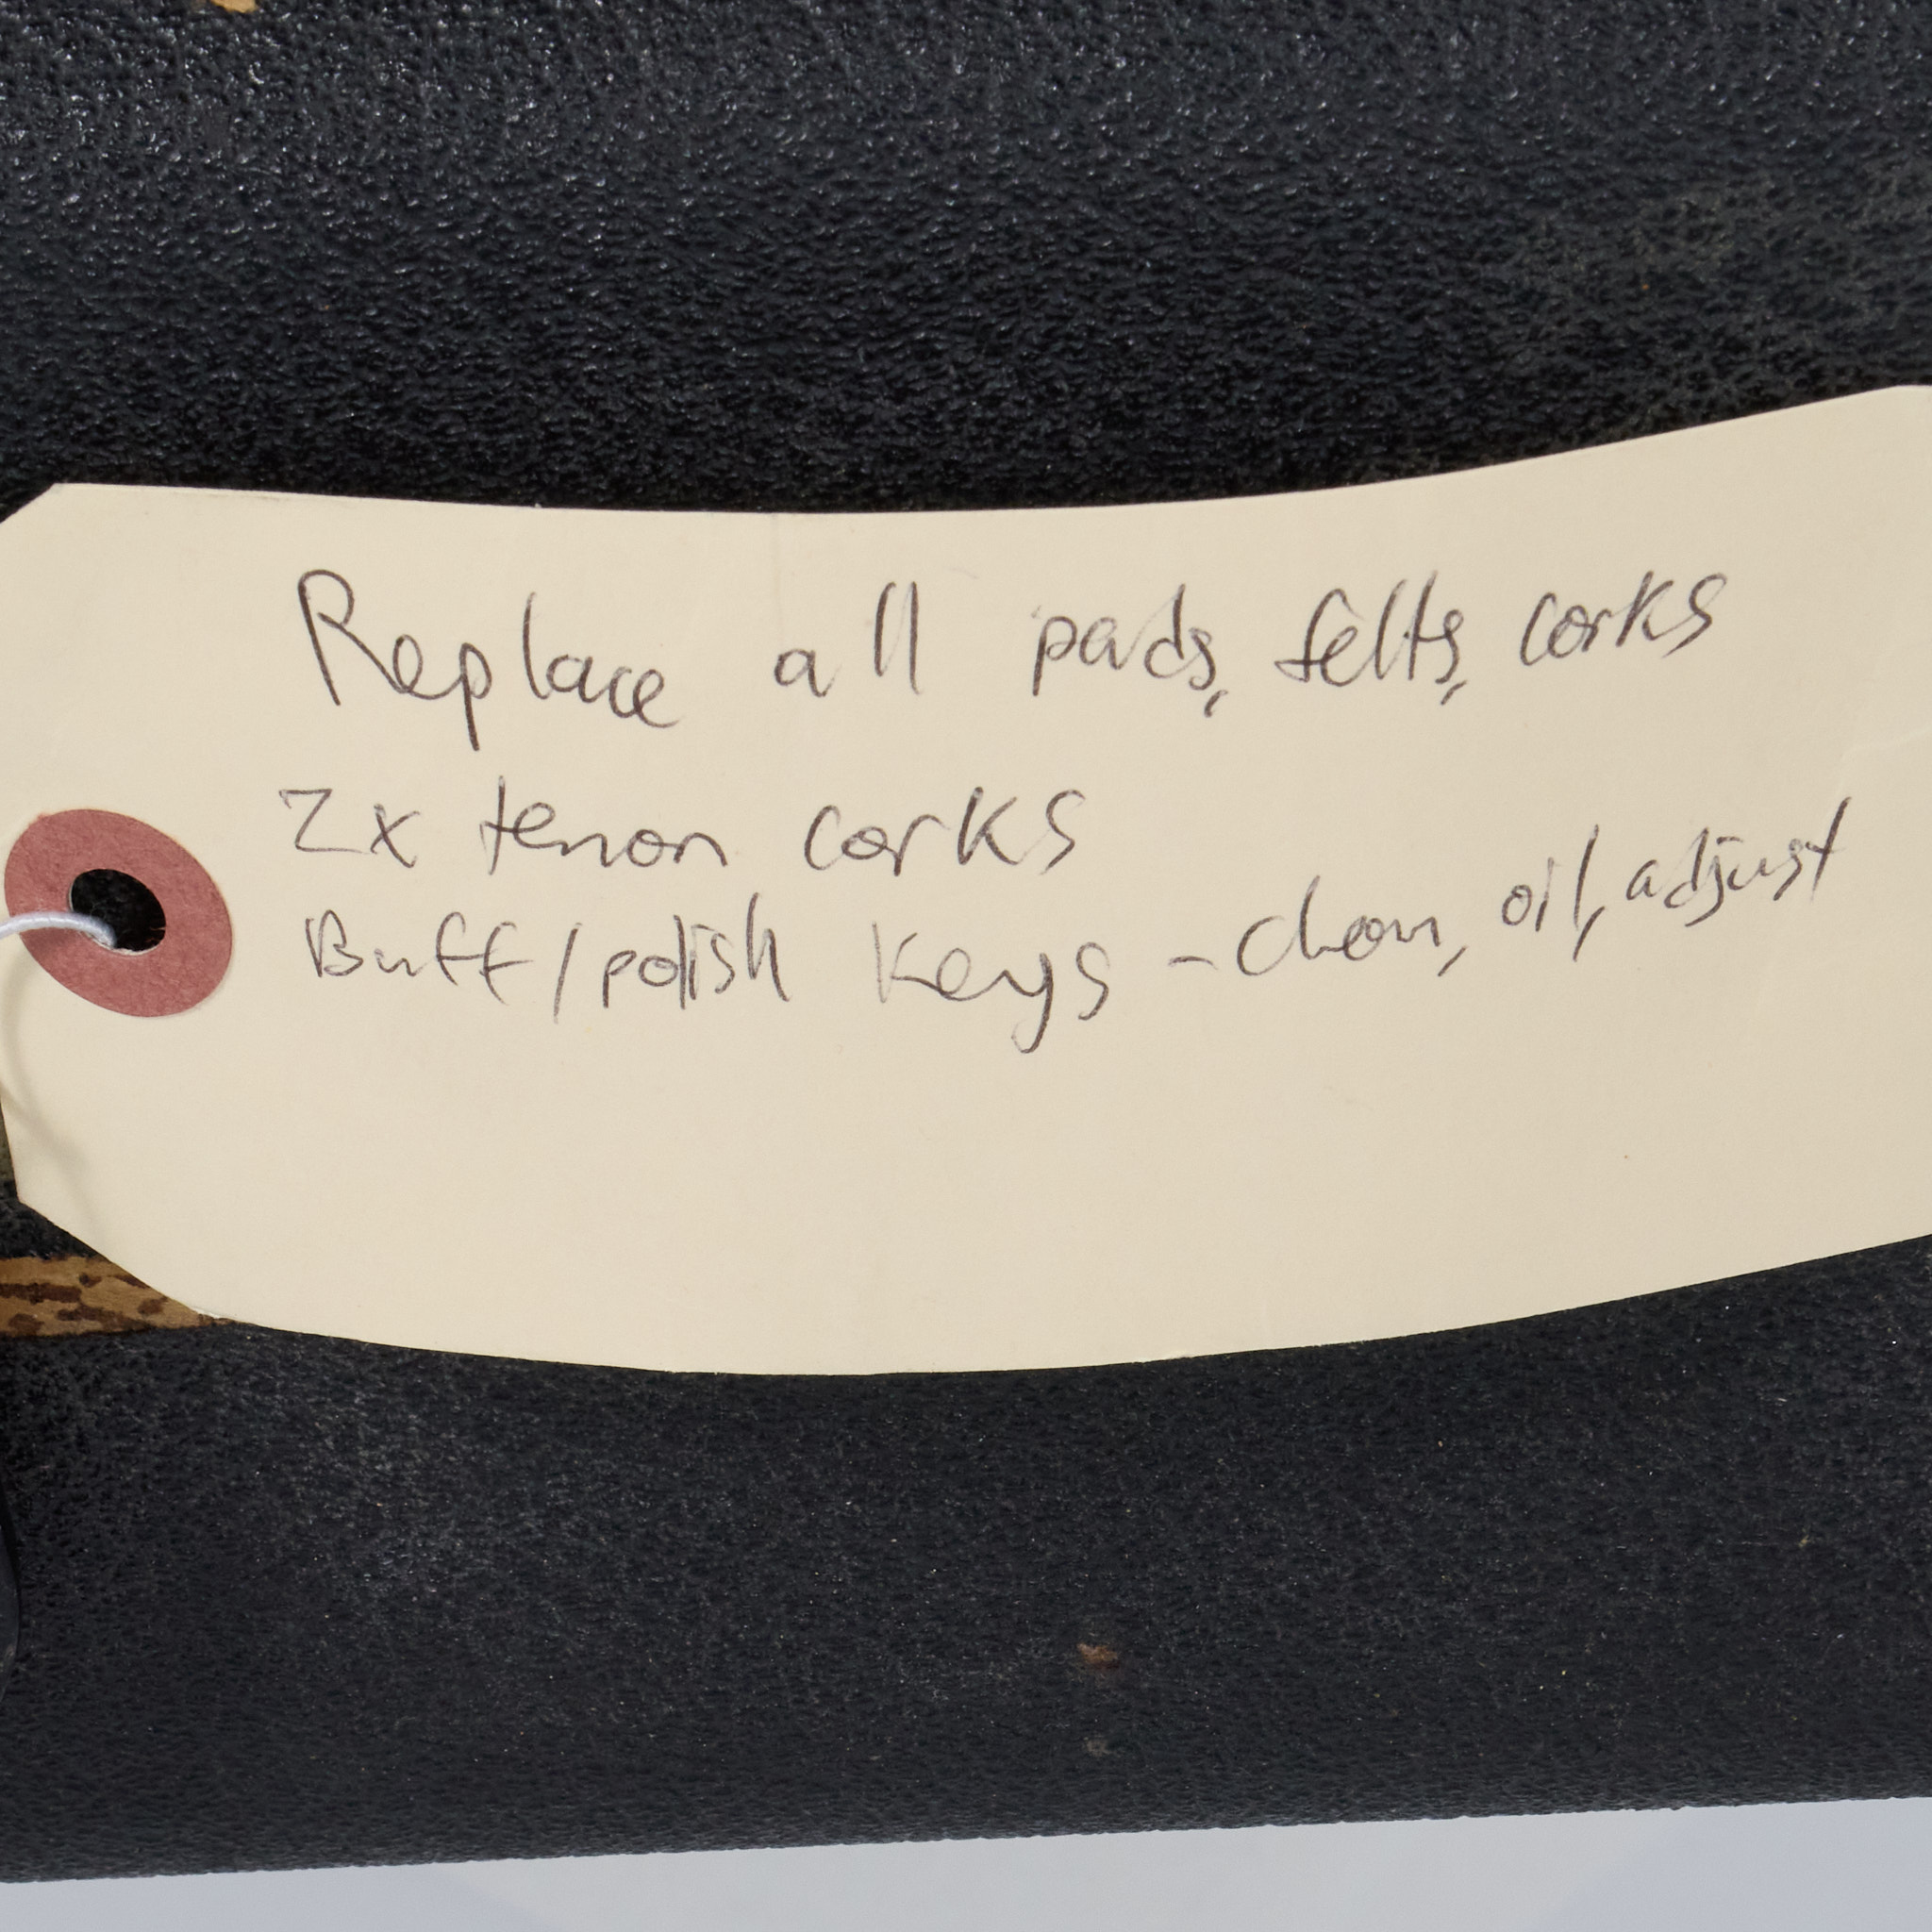 Replace all pads, felts, corks
2x tenon corks
Buff/polish keys - clean, oil, adjust